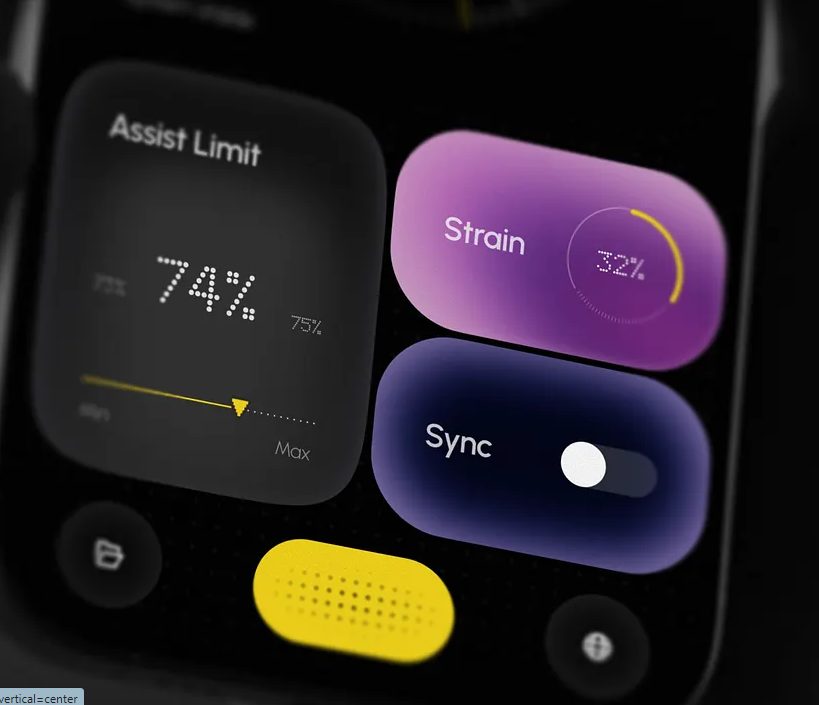 Assist Limit
74%
75%
Max
Strain
32%
Sync
vertical=center